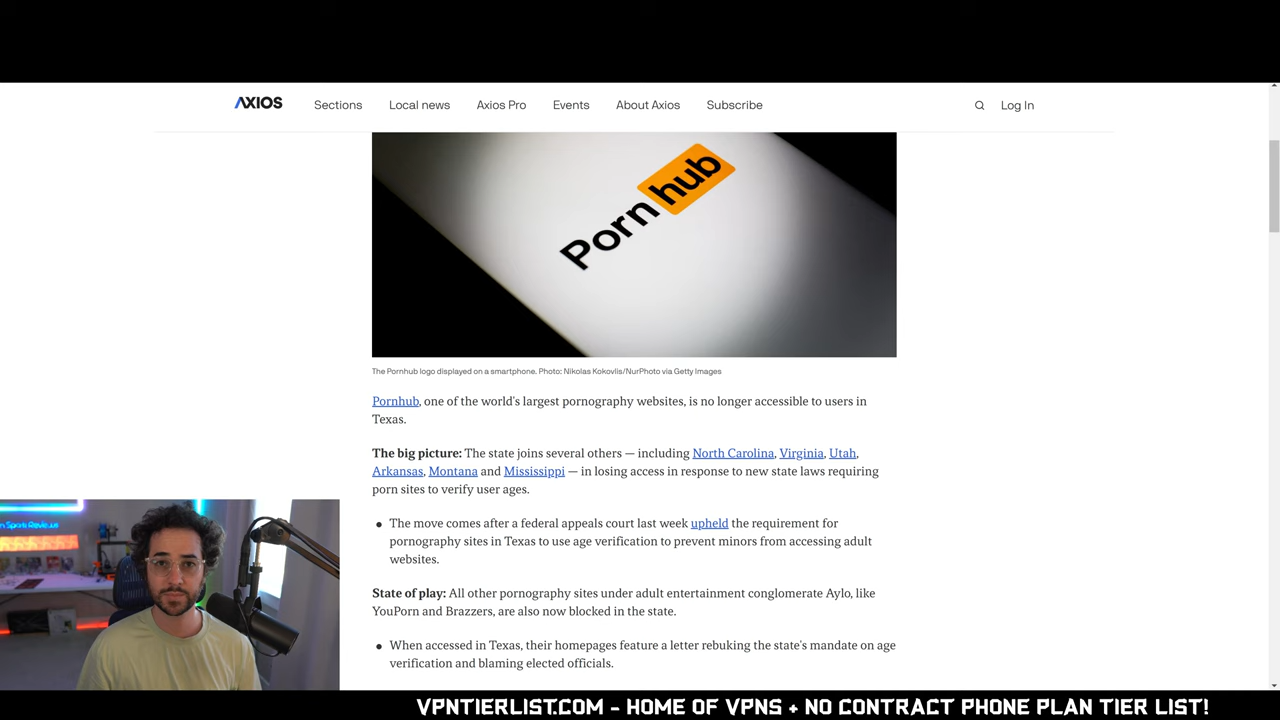 AXIOS
Sections
Local news
Axios Pro
Events
About Axios
Subscribe
Log In
Pornhub
The Pornhub logo displayed on a smartphone. Photo: Nikolas Kokovlis/NurPhoto via Getty Images
Pornhub, one of the world's largest pornography websites, is no longer accessible to users in
Texas.
The big picture: The state joins several others — including North Carolina, Virginia, Utah,
Arkansas, Montana and Mississippi — in losing access in response to new state laws requiring
porn sites to verify user ages.
• The move comes after a federal appeals court last week upheld the requirement for
pornography sites in Texas to use age verification to prevent minors from accessing adult
websites.
State of play: All other pornography sites under adult entertainment conglomerate Aylo, like
YouPorn and Brazzers, are also now blocked in the state.
• When accessed in Texas, their homepages feature a letter rebuking the state's mandate on age
verification and blaming elected officials.
VPNTIERLIST.COM - HOME OF VPNS + NO CONTRACT PHONE PLAN TIER LIST!